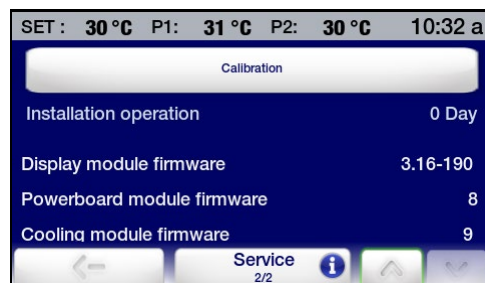 SET : 30 °C P1: 31 °C P2: 30 °C 10:32 a
Calibration
Installation operation 0 Day
Display module firmware 3.16-190
Powerboard module firmware 8
Cooling module firmware 9
Service
2/2